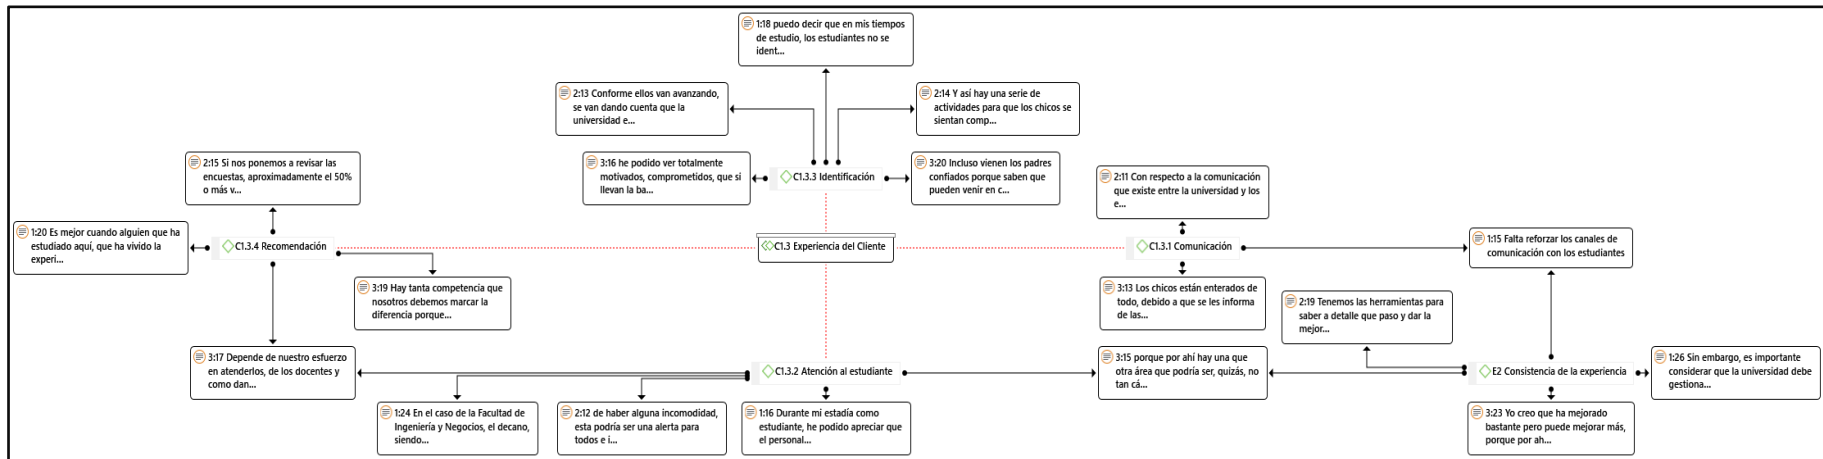 1:18 puedo decir que en mis tiempos
de estudio, los estudiantes no se
ident...
2:13 Conforme ellos van avanzando,
se van dando cuenta que la
universidad e...
2:14 Y así hay una serie de
actividades para que los chicos se
sientan comp...
2:15 Si nos ponemos a revisar las
encuestas, aproximadamente el 50%
o más v...
3:16 he podido ver totalmente
motivados, comprometidos, que si
llevan la ba...
C1.3.3 Identificación
3:20 Incluso vienen los padres
confiados porque saben que
pueden venir en c...
2:11 Con respecto a la comunicación
que existe entre la universidad y los
e...
1:20 Es mejor cuando alguien que ha
estudiado aquí, que ha vivido la
experi...
C1.3.4 Recomendación
C1.3 Experiencia del Cliente
C1.3.1 Comunicación
1:15 Falta reforzar los canales de
comunicación con los estudiantes
3:19 Hay tanta competencia que
nosotros debemos marcar la
diferencia porque...
3:13 Los chicos están enterados de
todo, debido a que se les informa
de las...
2:19 Tenemos las herramientas para
saber a detalle que paso y dar la
mejor...
3:17 Depende de nuestro esfuerzo
en atenderlos, de los docentes y
como dan...
C1.3.2 Atención al estudiante
3:15 porque por ahí hay una que
otra área que podría ser, quizás, no
tan cá...
E2 Consistencia de la experiencia
1:26 Sin embargo, es importante
considerar que la universidad debe
gestiona...
1:24 En el caso de la Facultad de
Ingeniería y Negocios, el decano,
siendo...
2:12 de haber alguna incomodidad,
esta podría ser una alerta para
todos e i...
1:16 Durante mi estadía como
estudiante, he podido apreciar que
el personal...
3:23 Yo creo que ha mejorado
bastante pero puede mejorar más,
porque por ah...